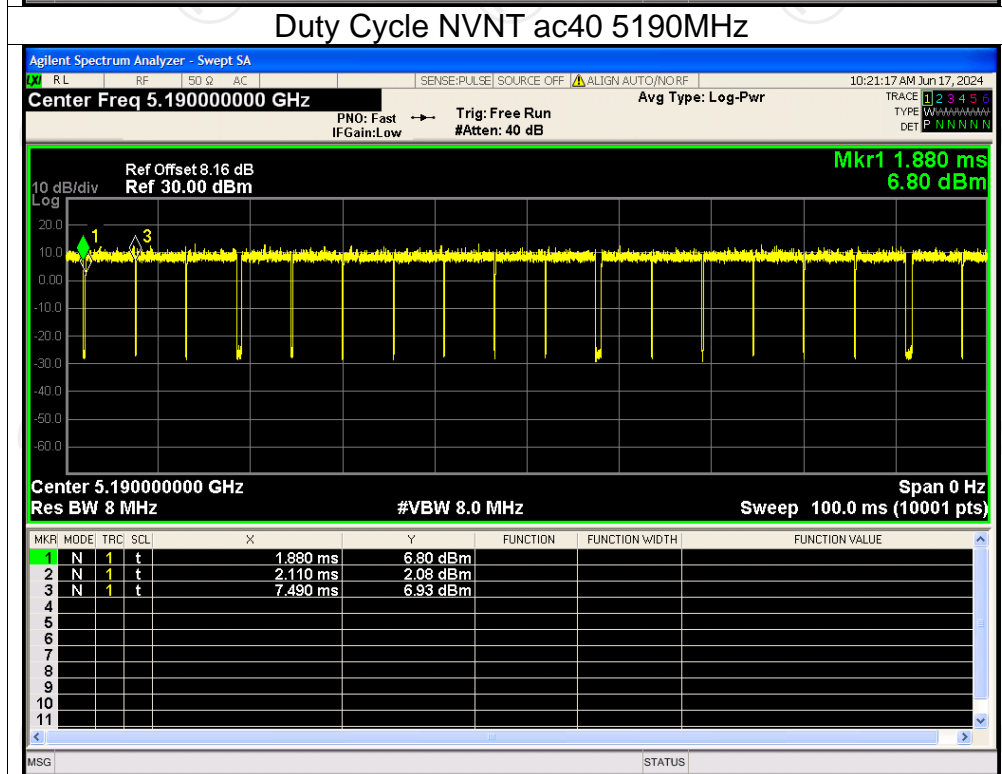 Duty Cycle NVNT ac40 5190MHz
Agilent Spectrum Analyzer - Swept SA
LXI RL RF 50 Ω AC SENSE:PULSE SOURCE OFF ALIGN AUTO/NORF 10:21:17 AM Jun 17, 2024
Center Freq 5.190000000 GHz Avg Type: Log-Pwr TRACE 1 2 3 4 5 6
PNO: Fast Trig: Free Run TYPE W
IFGain:Low #Atten: 40 dB DET P N N N N N
Mkr1 1.880 ms
Ref Offset 8.16 dB
10 dB/div Ref 30.00 dBm 6.80 dBm
Log
20.0
1 3
10.0
0.00
-10.0
-20.0
-30.0
-40.0
-50.0
-60.0
Center 5.190000000 GHz Span 0 Hz
Res BW 8 MHz #VBW 8.0 MHz Sweep 100.0 ms (10001 pts)
MKR MODE TRC SCL X Y FUNCTION FUNCTION WIDTH FUNCTION VALUE
1 N 1 t 1.880 ms 6.80 dBm
2 N 1 t 2.110 ms 2.08 dBm
3 N 1 t 7.490 ms 6.93 dBm
4
5
6
7
8
9
10
11
MSG STATUS